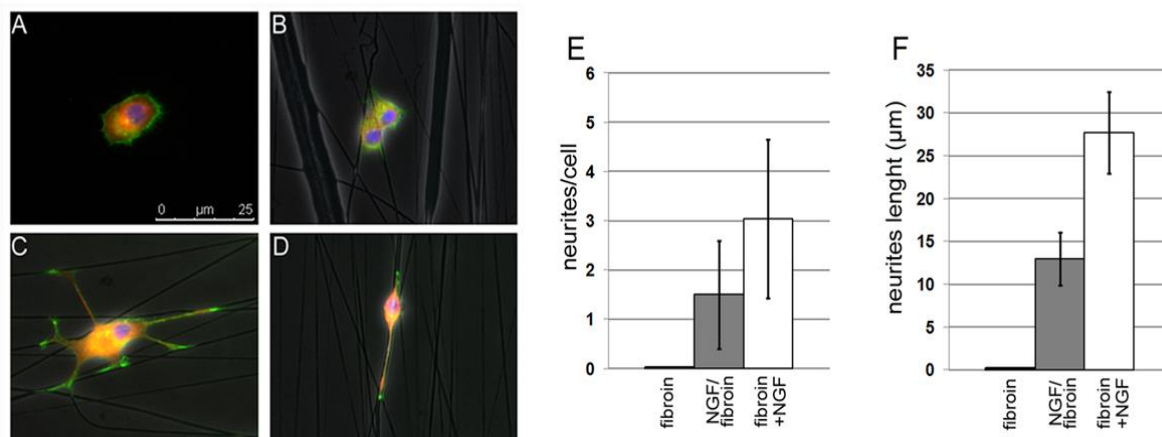 A
B
0 µm 25
C
D
E
neurites/cell
6
5
4
3
2
1
0
fibroin
NGF/
fibroin
fibroin
+NGF
F
neurites lenght (µm)
35
30
25
20
15
10
5
0
fibroin
NGF/
fibroin
fibroin
+NGF